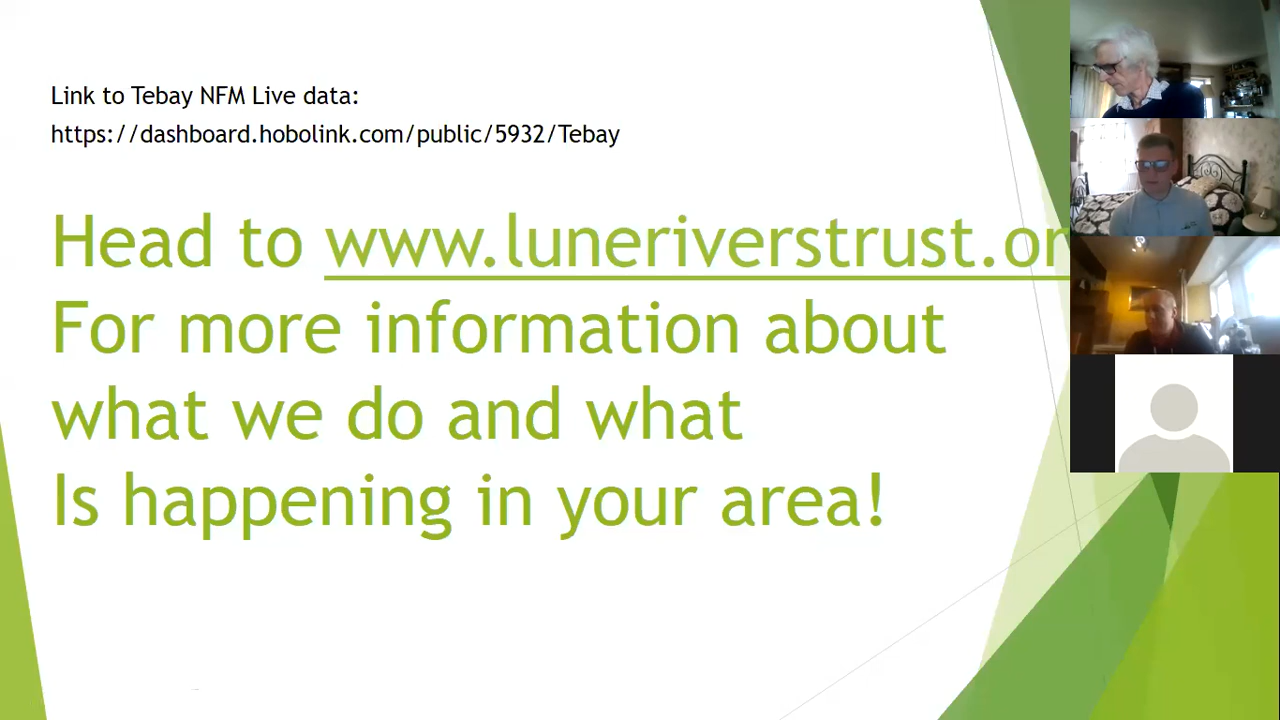 Link to Tebay NFM Live data:
https://dashboard.hobolink.com/public/5932/Tebay
Head to www.luneriverstrust.or
For more information about
what we do and what
Is happening in your area!